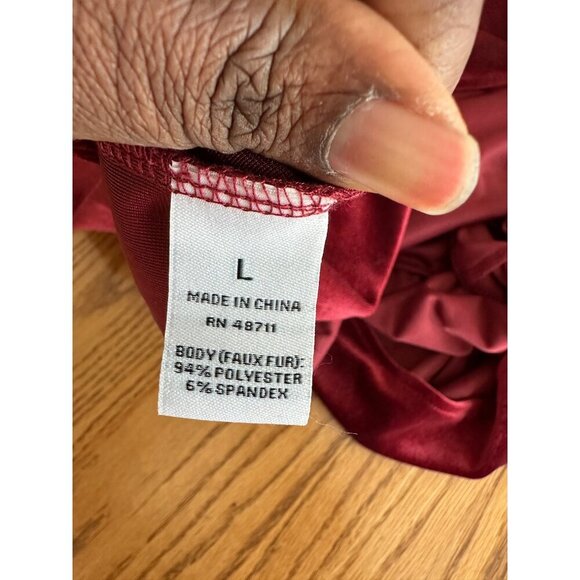 L
MADE IN CHINA
RN 48711
BODY (FAUX FUR):
94% POLYESTER
6% SPANDEX